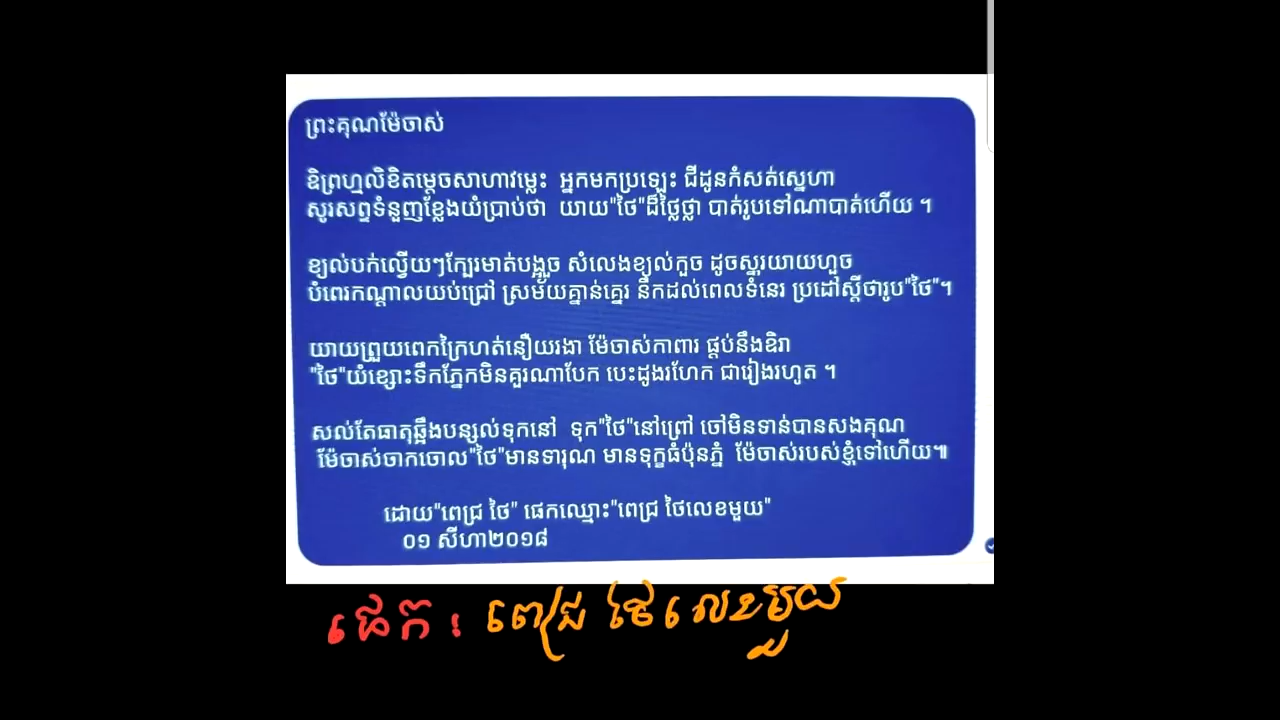 ព្រះគុណម៉ែចាស់
ឱិព្រហ្មលិខិតម្ដេចសាហាវម្លេះ អ្នកមកប្រឡេះ ជីដូនកំសត់ស្នេហា
សូរសព្ទទំនួញខ្លែងយំប្រាប់ថា យាយ"ថៃ"ដ៏ថ្លៃថ្លា បាត់រូបទៅណាបាត់ហើយ ។
ខ្យល់បក់ល្វើយៗក្បែរមាត់បង្អួច សំលេងខ្យល់កួច ដូចស្នូរយាយហួច
បំពេរកណ្ដាលយប់ជ្រៅ ស្រម័យគ្នាន់គ្នេរ នឹកដល់ពេលទំនេរ ប្រដៅស្ដីថារូប"ថៃ"។
យាយព្រួយពេកក្រៃហត់នឿយរងា ម៉ែចាស់កាពារ ផ្ដប់នឹងឱិរា
"ថៃ"យំខ្សោះទឹកភ្នែកមិនគួរណាបែក បេះដូងរហែក ជារៀងរហូត ។
សល់តែធាតុឆ្អឹងបន្សល់ទុកនៅ ទុក"ថៃ"នៅព្រៅ ចៅមិនទាន់បានសងគុណ
ម៉ែចាស់ចាកចោល"ថៃ"មានទារុណ មានទុក្ខធំប៉ុនភ្នំ ម៉ែចាស់របស់ខ្ញុំទៅហើយ៕
ដោយ"ពេជ្រ ថៃ" ផេកឈ្មោះ"ពេជ្រ ថៃលេខមួយ"
០១ សីហា២០១៨
ផេក៖ ពេជ្រ ថៃលេខមួយ